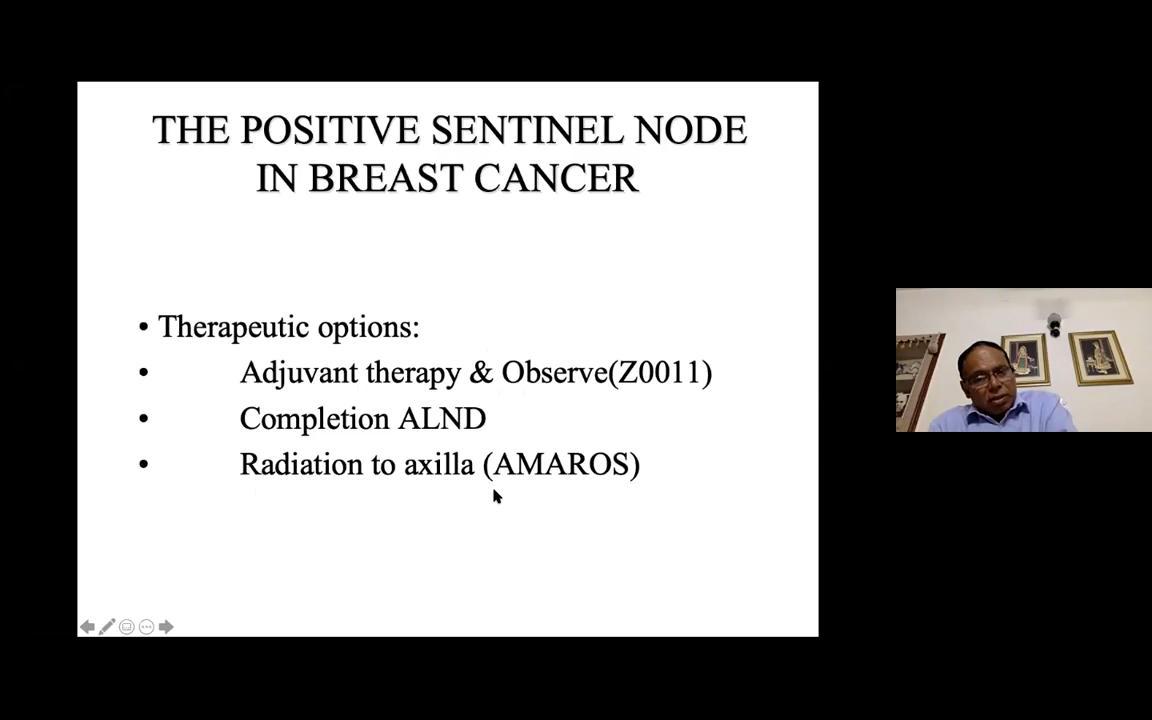 THE POSITIVE SENTINEL NODE
IN BREAST CANCER
• Therapeutic options:
• Adjuvant therapy & Observe(Z0011)
• Completion ALND
• Radiation to axilla (AMAROS)